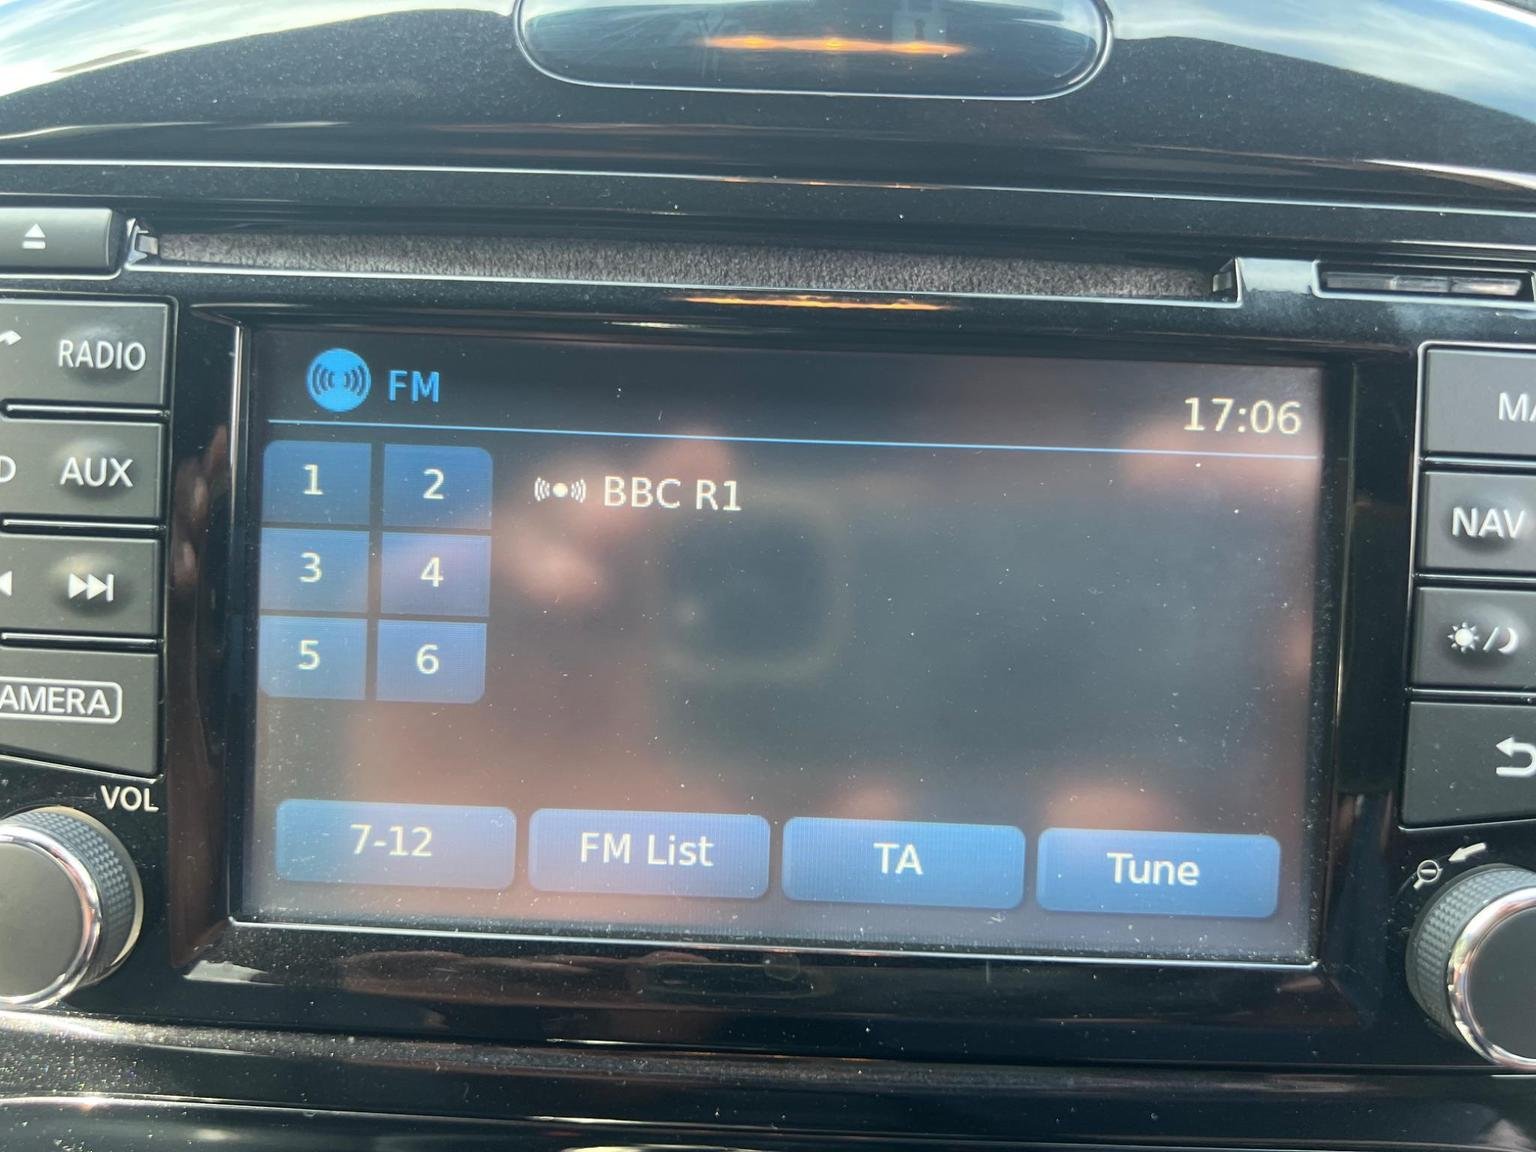 RADIO
AUX
AMERA
VOL
FM
17:06
1
2
BBC R1
3
4
5
6
7-12
FM List
TA
Tune
NAV